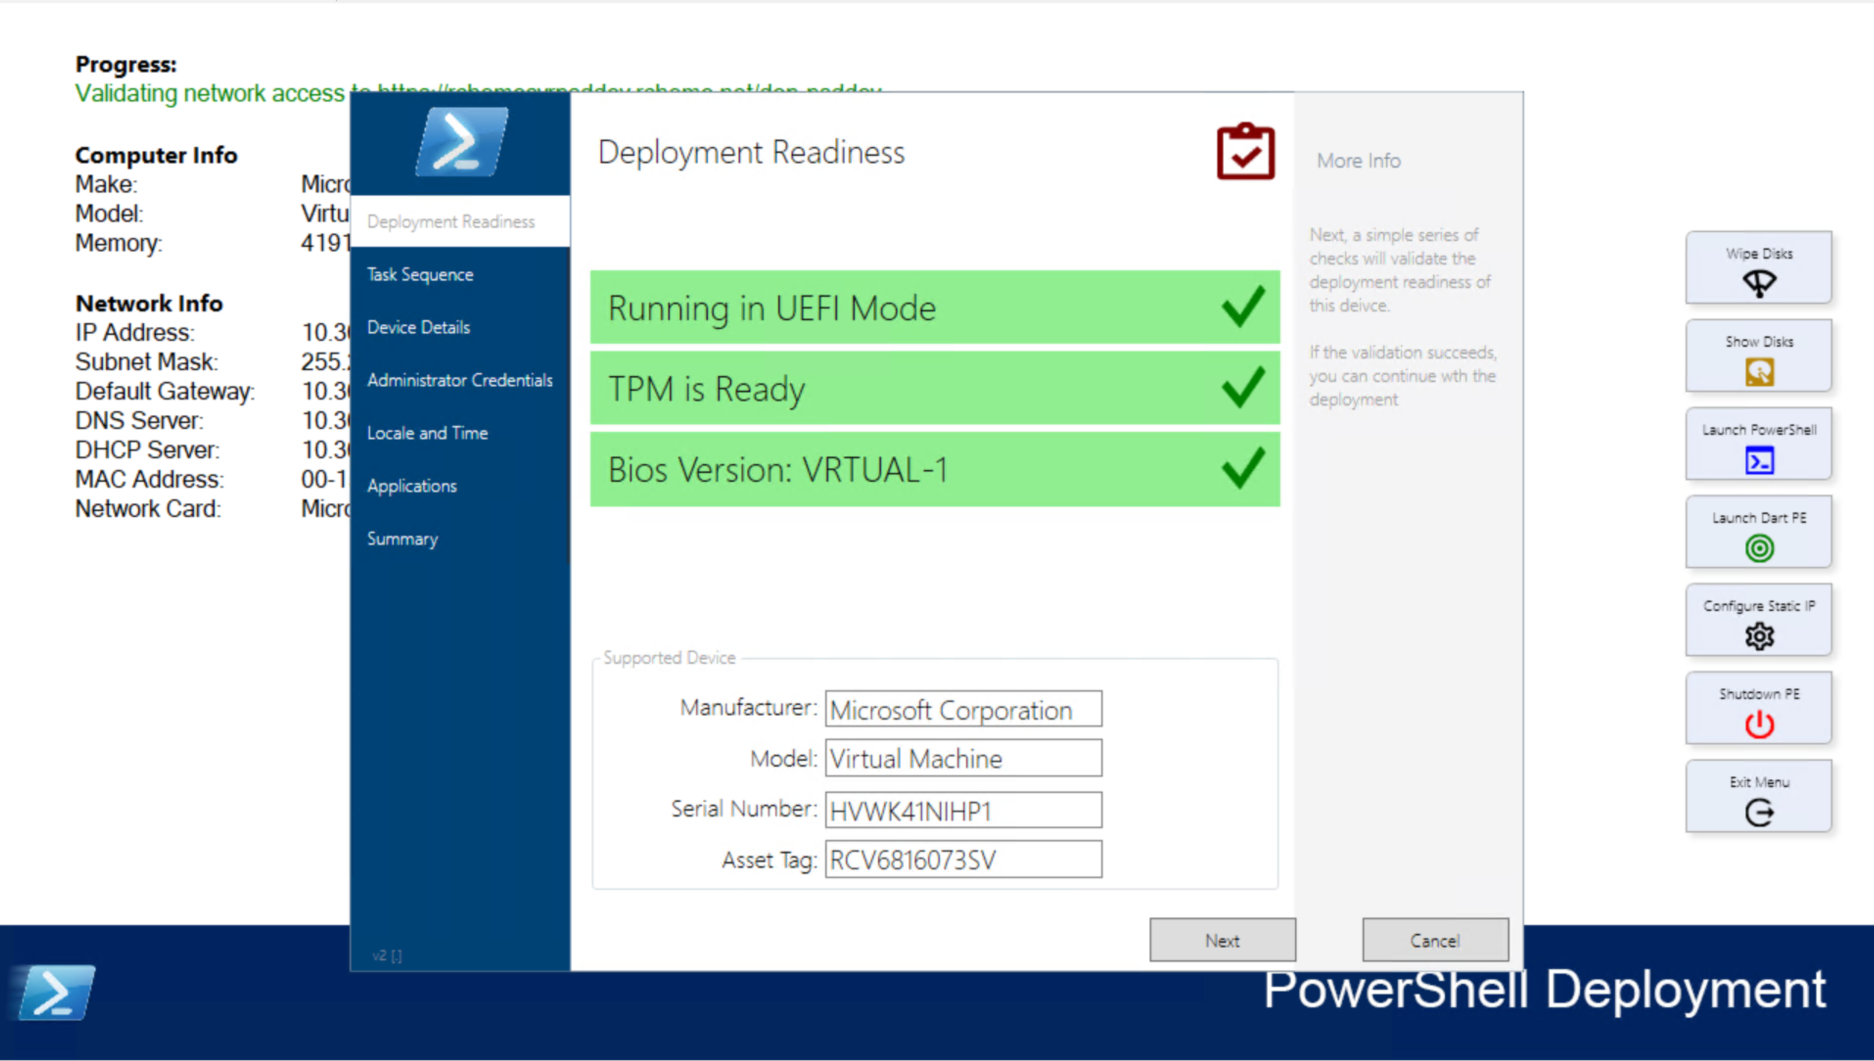 Progress:
Validating network access
Computer Info
Make: Micro
Model: Virtu
Memory: 4191
Network Info
IP Address: 10.3
Subnet Mask: 255.
Default Gateway: 10.3
DNS Server: 10.3
DHCP Server: 10.3
MAC Address: 00-1
Network Card: Micro
Deployment Readiness
Task Sequence
Device Details
Administrator Credentials
Locale and Time
Applications
Summary
v2 [.]
Deployment Readiness
Running in UEFI Mode
TPM is Ready
Bios Version: VRTUAL-1
Supported Device
Manufacturer: Microsoft Corporation
Model: Virtual Machine
Serial Number: HVWK41NIHP1
Asset Tag: RCV6816073SV
Next
Cancel
More Info
Next, a simple series of
checks will validate the
deployment readiness of
this deivce.
If the validation succeeds,
you can continue wth the
deployment
Wipe Disks
Show Disks
Launch PowerShell
Launch Dart PE
Configure Static IP
Shutdown PE
Exit Menu
PowerShell Deployment